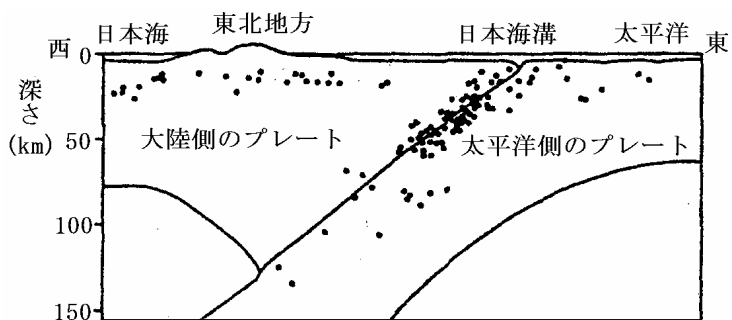 東北地方
日本海 日本海溝 太平洋
西 東
0
深さ
(km)
50
大陸側のプレート 太平洋側のプレート
100
150